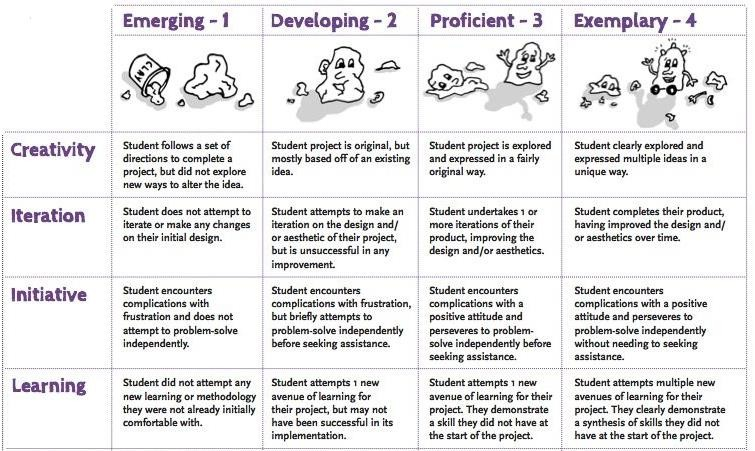 Emerging - 1
Developing - 2
Proficient - 3
Exemplary - 4
CLAY
Creativity
Student follows a set of
directions to complete a
project, but did not explore
new ways to alter the idea.
Student project is original, but
mostly based off of an existing
idea.
Student project is explored
and expressed in a fairly
original way.
Student clearly explored and
expressed multiple ideas in a
unique way.
Iteration
Student does not attempt to
iterate or make any changes
on their initial design.
Student attempts to make an
iteration on the design and/
or aesthetic of their project,
but is unsuccessful in any
improvement.
Student undertakes 1 or
more iterations of their
product, improving the
design and/or aesthetics.
Student completes their product,
having improved the design and/
or aesthetics over time.
Initiative
Student encounters
complications with
frustration and does not
attempt to problem-solve
independently.
Student encounters
complications with frustration,
but briefly attempts to
problem-solve independently
before seeking assistance.
Student encounters
complications with a
positive attitude and
perseveres to problem-
solve independently before
seeking assistance.
Student encounters
complications with a positive
attitude and perseveres to
problem-solve independently
without needing to seeking
assistance.
Learning
Student did not attempt any
new learning or methodology
they were not already initially
comfortable with.
Student attempts 1 new
avenue of learning for
their project, but may not
have been successful in its
implementation.
Student attempts 1 new
avenue of learning for their
project. They demonstrate
a skill they did not have at
the start of the project.
Student attempts multiple new
avenues of learning for their
project. They clearly demonstrate
a synthesis of skills they did not
have at the start of the project.